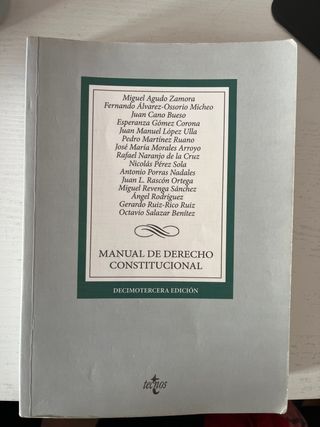 Miguel Agudo Zamora
Fernando Álvarez-Ossorio Micheo
Juan Cano Bueso
Esperanza Gómez Corona
Juan Manuel López Ulla
Pedro Martínez Ruano
José María Morales Arroyo
Rafael Naranjo de la Cruz
Nicolás Pérez Sola
Antonio Porras Nadales
Juan L. Rascón Ortega
Miguel Revenga Sánchez
Ángel Rodríguez
Gerardo Ruiz-Rico Ruiz
Octavio Salazar Benítez
MANUAL DE DERECHO
CONSTITUCIONAL
DECIMOTERCERA EDICIÓN
tecnos